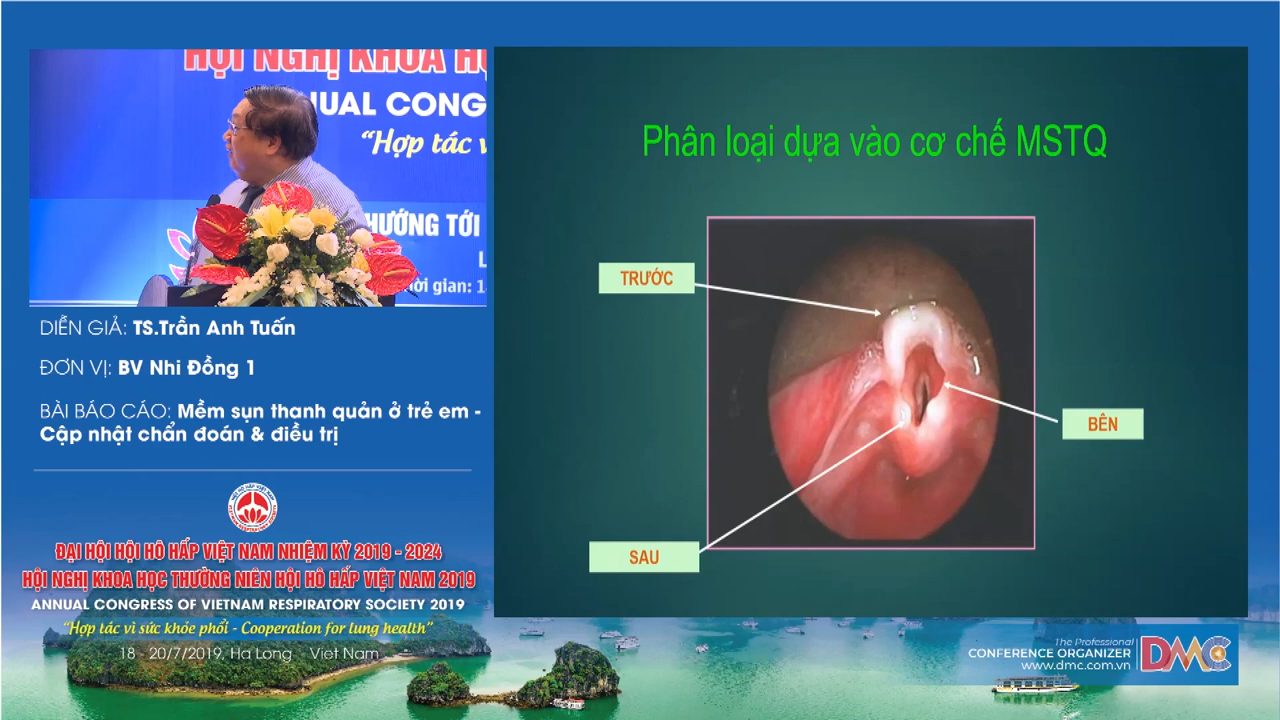 HỘI NGHỊ KHOA HỌ
UAL CONG
“Hợp tác v
HƯỚNG TỚI
L
ời gian: 1
DIỄN GIẢ: TS.Trần Anh Tuấn
ĐƠN VỊ: BV Nhi Đồng 1
BÀI BÁO CÁO: Mềm sụn thanh quản ở trẻ em -
Cập nhật chẩn đoán & điều trị
ĐẠI HỘI HỘI HÔ HẤP VIỆT NAM NHIỆM KỲ 2019 - 2024
HỘI NGHỊ KHOA HỌC THƯỜNG NIÊN HỘI HÔ HẤP VIỆT NAM 2019
ANNUAL CONGRESS OF VIETNAM RESPIRATORY SOCIETY 2019
“Hợp tác vì sức khỏe phổi - Cooperation for lung health”
18 - 20/7/2019, Ha Long Viet Nam
Phân loại dựa vào cơ chế MSTQ
TRƯỚC
BÊN
SAU
The Professional
CONFERENCE ORGANIZER
www.dmc.com.vn
DMC